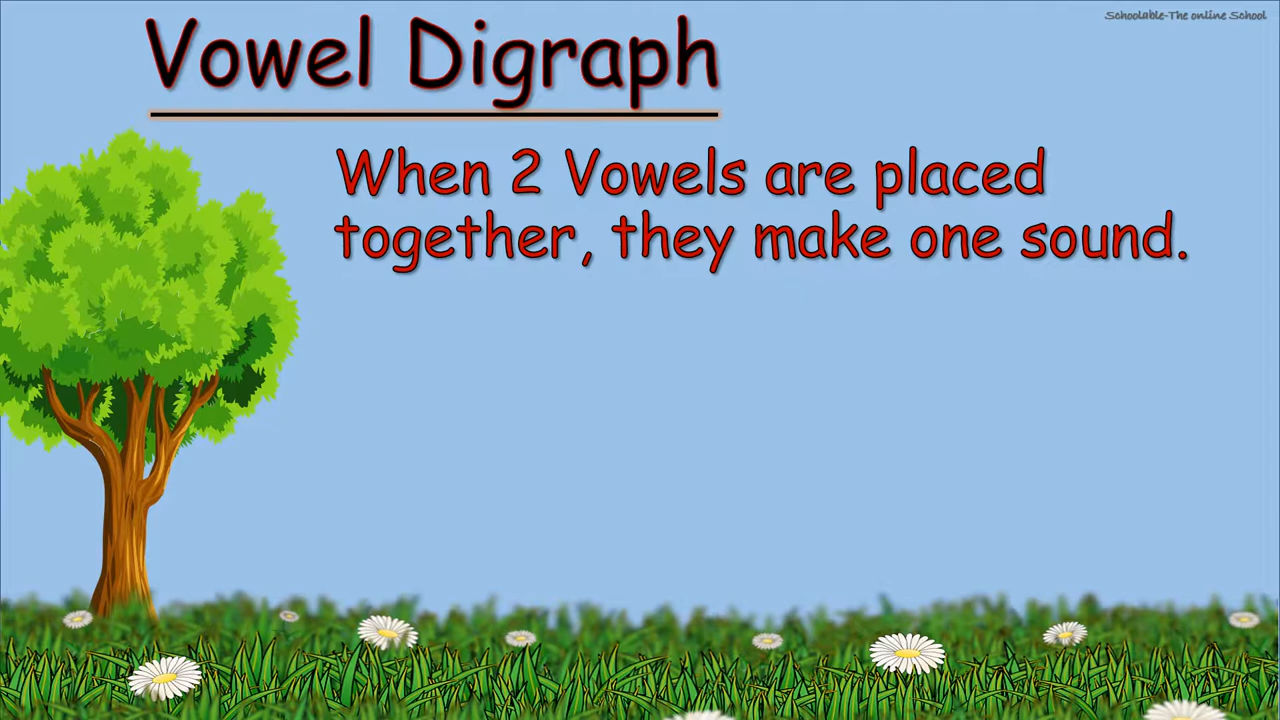 Schoolable-The online School
Vowel Digraph
When 2 Vowels are placed
together, they make one sound.